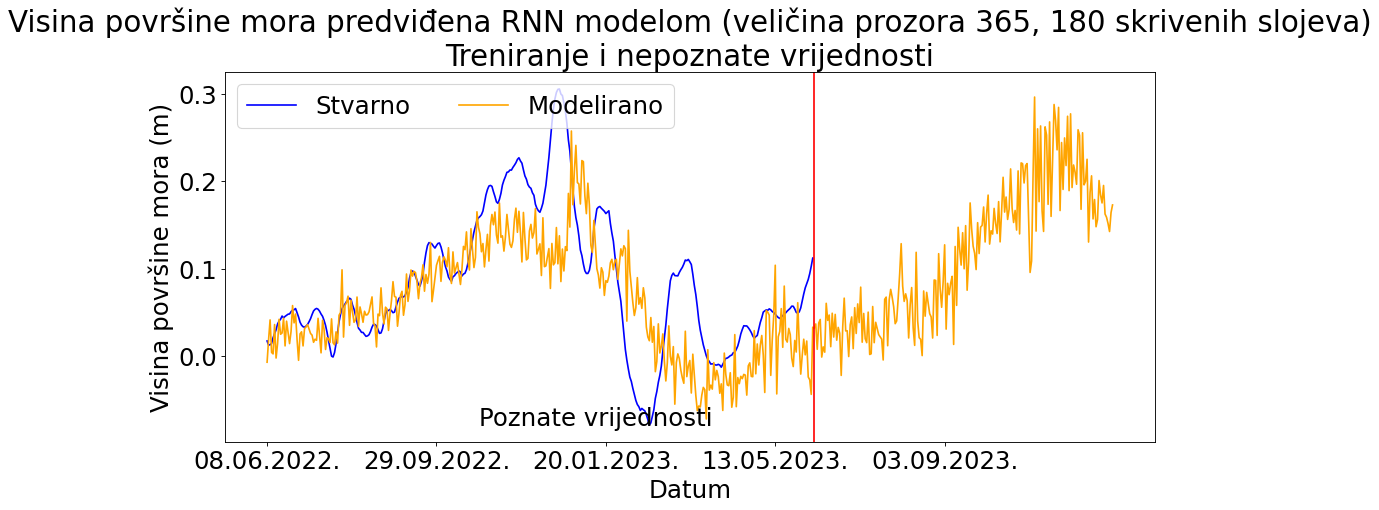 Visina površine mora predviđena RNN modelom (veličina prozora 365, 180 skrivenih slojeva)
Treniranje i nepoznate vrijednosti
Stvarno Modelirano
Visina površine mora (m)
0.3
0.2
0.1
0.0
Poznate vrijednosti
08.06.2022. 29.09.2022. 20.01.2023. 13.05.2023. 03.09.2023.
Datum